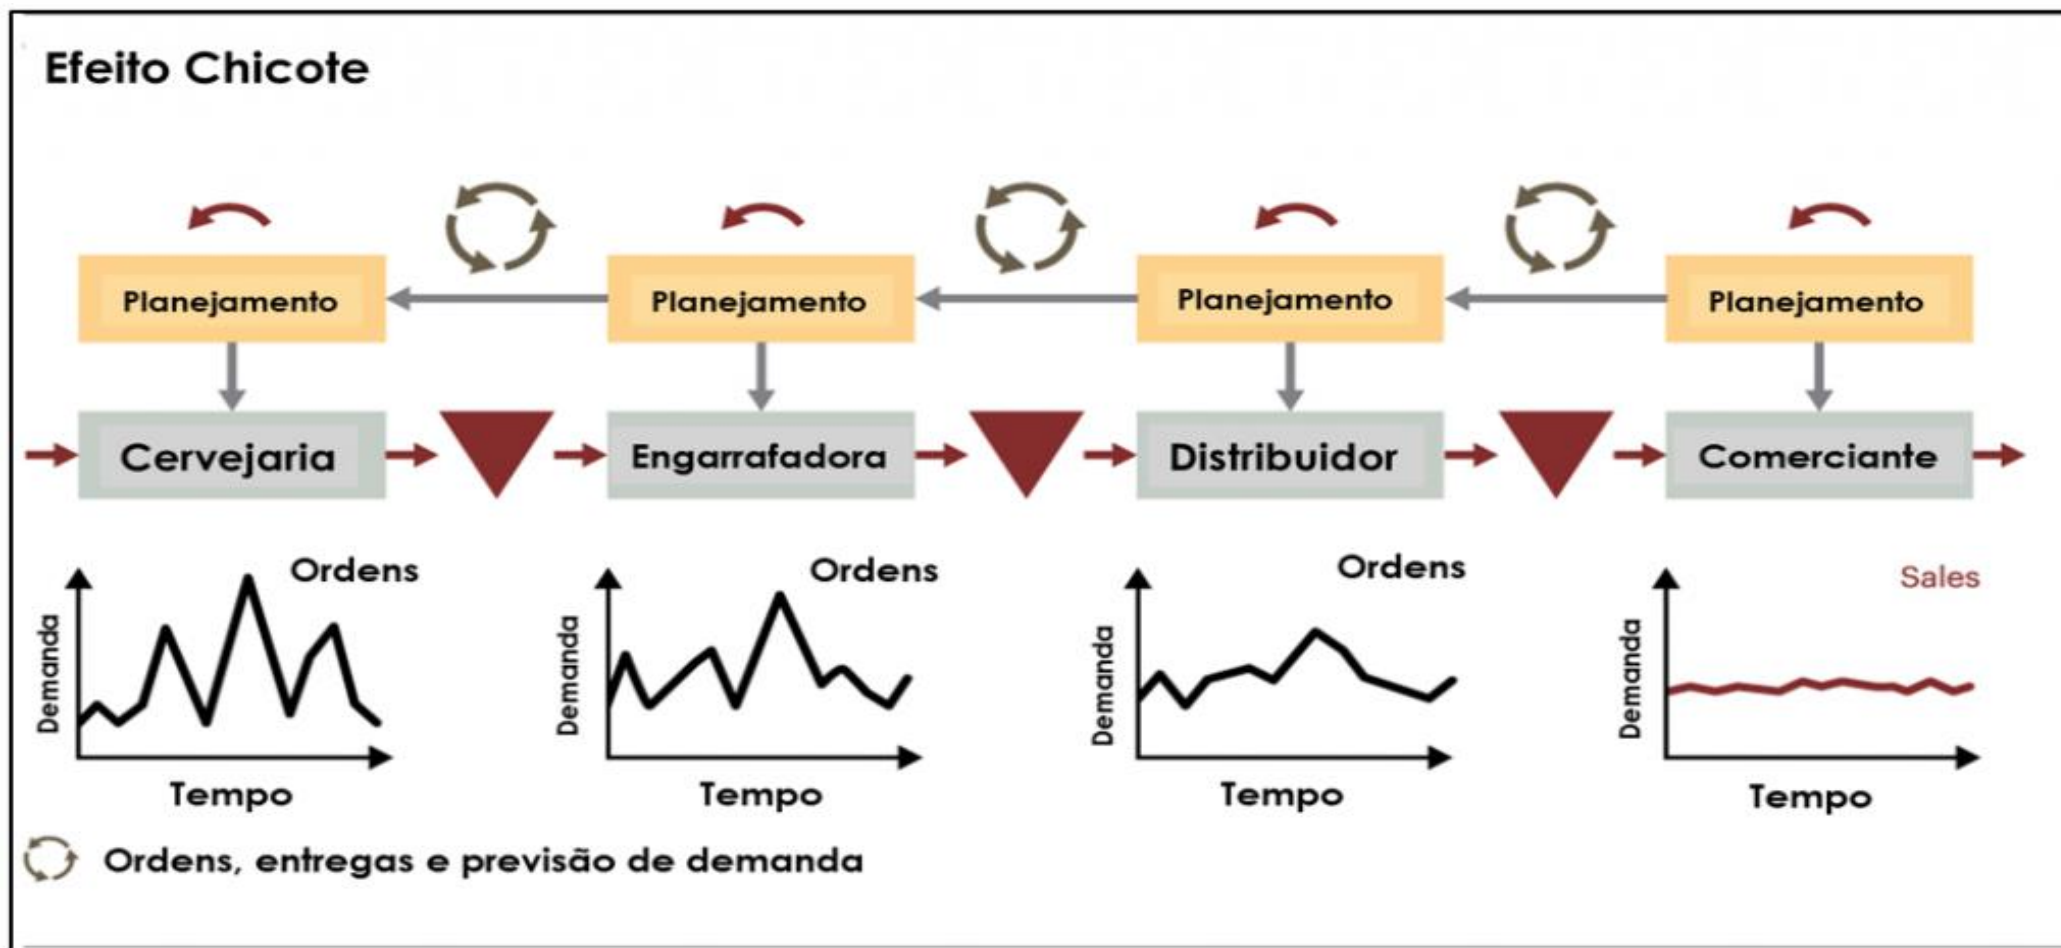 Efeito Chicote
Planejamento
Planejamento
Planejamento
Planejamento
Cervejaria
Engarrafadora
Distribuidor
Comerciante
Ordens
Ordens
Ordens
Sales
Demanda
Demanda
Demanda
Demanda
Tempo
Tempo
Tempo
Tempo
Ordens, entregas e previsão de demanda